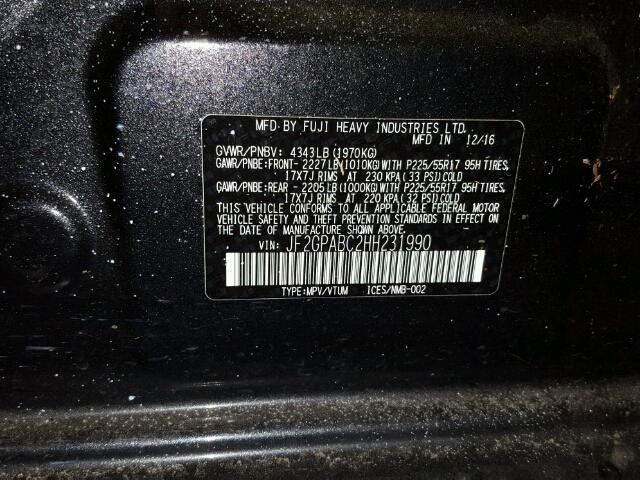 MFD.BY FUJI HEAVY INDUSTRIES LTD.
MFD IN 12/16
GVWR/PNBV: 4343LB(1970KG)
GAWR/PNBE:FRONT- 2227LB(1010KG)WITH P225/55R17 95H TIRES,
17X7J RIMS AT 230 KPA(33 PSI)COLD
GAWR/PNBE:REAR - 2205LB(1000KG)WITH P225/55R17 95H TIRES,
17X7J RIMS AT 220 KPA(32 PSI)COLD
THIS VEHICLE CONFORMS TO ALL APPLICABLE FEDERAL MOTOR
VEHICLE SAFETY AND THEFT PREVENTION STANDARDS IN EFFECT
ON THE DATE OF MANUFACTURE SHOWN ABOVE.
VIN: JF2GPABC2HH231990
TYPE:MPV/VTUM ICES/NMB-002